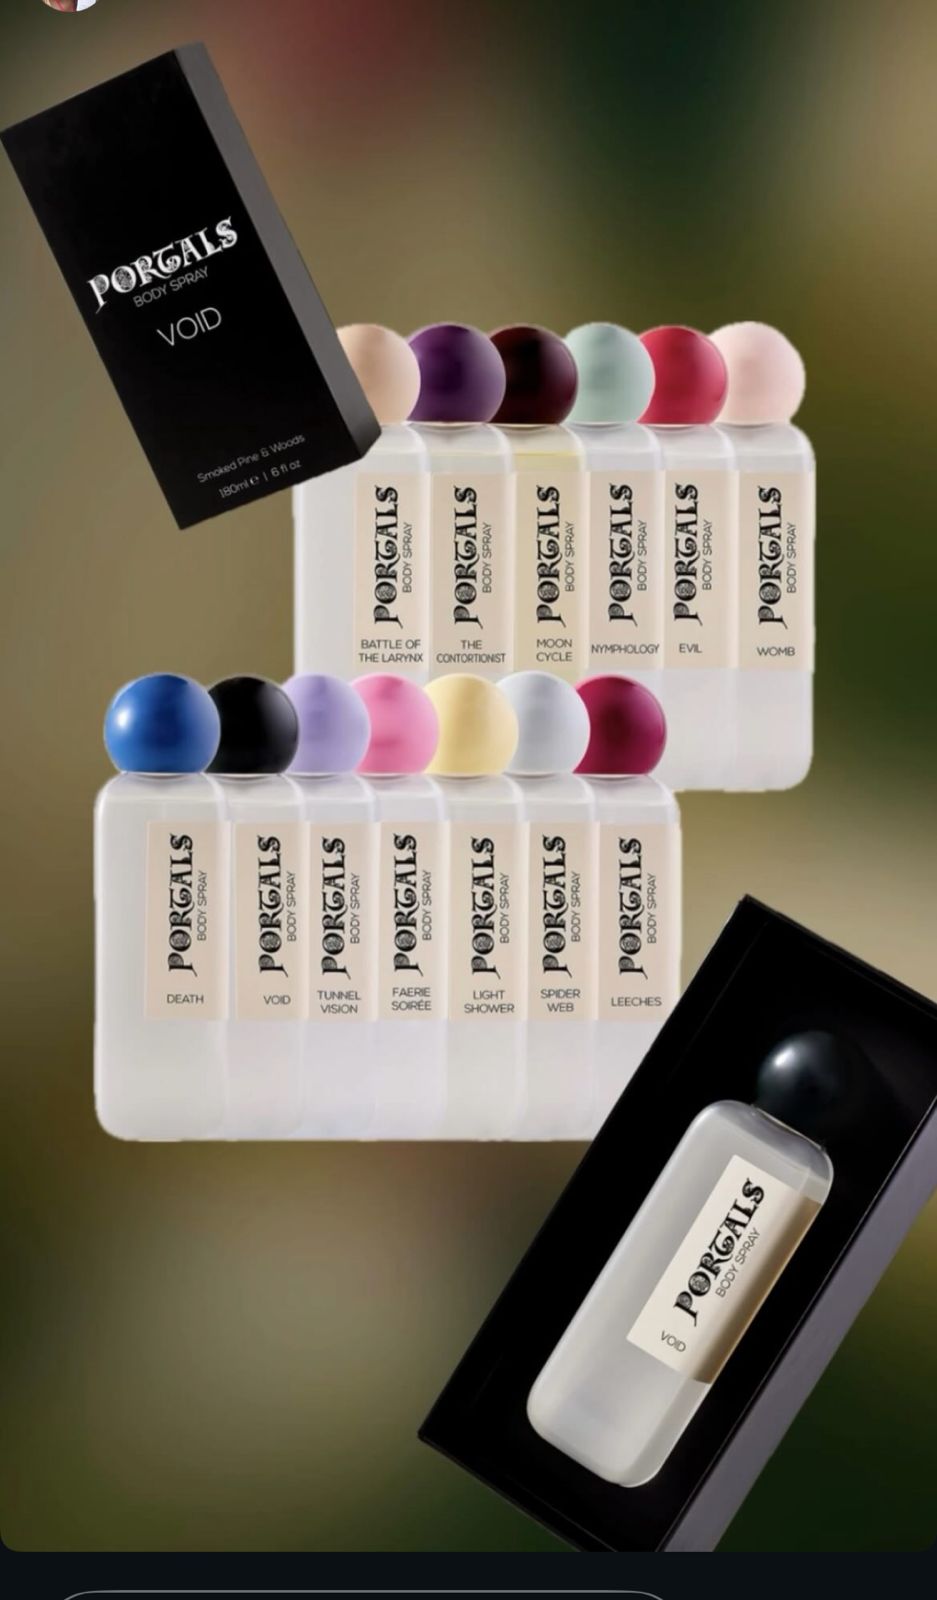 PORTALS
BODY SPRAY
VOID
Smoked Pine & Woods
180ml ℮ | 6 fl oz
PORTALS
BODY SPRAY
BATTLE OF
THE LARYNX
PORTALS
BODY SPRAY
THE
CONTORTIONIST
PORTALS
BODY SPRAY
MOON
CYCLE
PORTALS
BODY SPRAY
NYMPHOLOGY
PORTALS
BODY SPRAY
EVIL
PORTALS
BODY SPRAY
WOMB
PORTALS
BODY SPRAY
DEATH
PORTALS
BODY SPRAY
VOID
PORTALS
BODY SPRAY
TUNNEL
VISION
PORTALS
BODY SPRAY
FAERIE
SOIRÉE
PORTALS
BODY SPRAY
LIGHT
SHOWER
PORTALS
BODY SPRAY
SPIDER
WEB
PORTALS
BODY SPRAY
LEECHES
PORTALS
BODY SPRAY
VOID